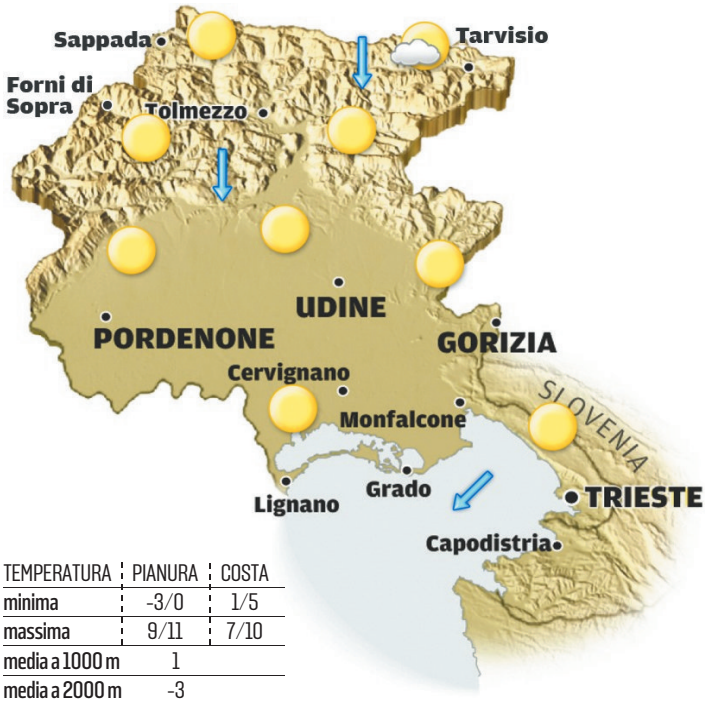 Sappada
Tarvisio
Forni di
Sopra
Tolmezzo
UDINE
PORDENONE
GORIZIA
Cervignano
SLOVENIA
Monfalcone
Grado
Lignano
TRIESTE
Capodistria
TEMPERATURA PIANURA COSTA
minima -3/0 1/5
massima 9/11 7/10
media a 1000 m 1
media a 2000 m -3